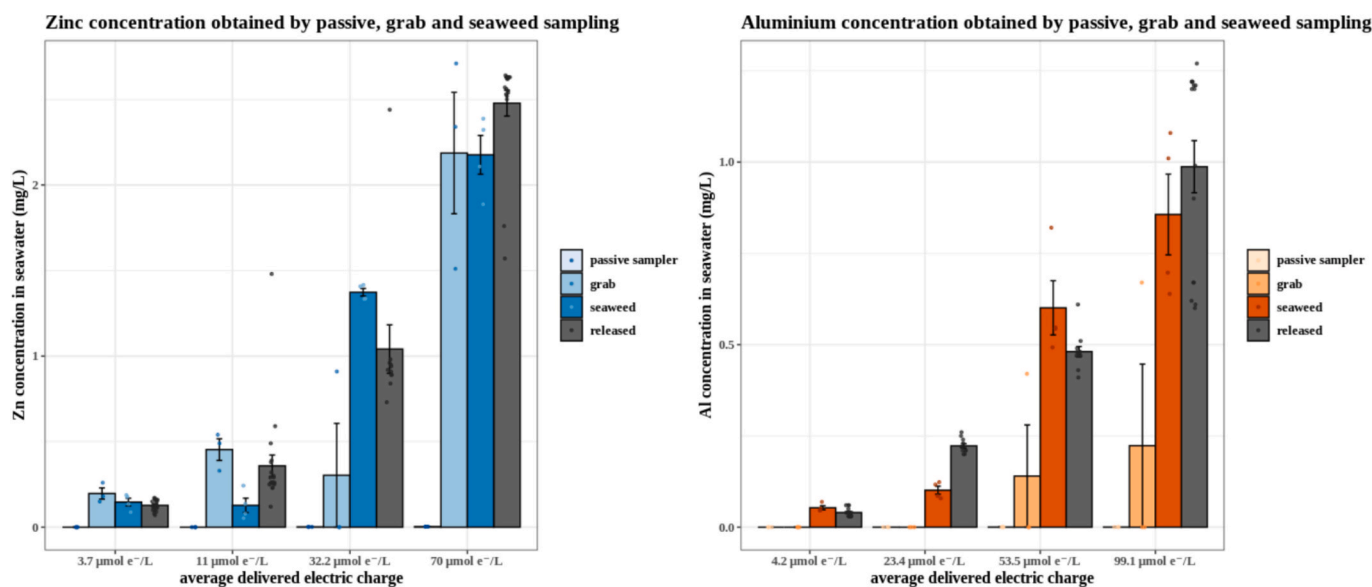 Zinc concentration obtained by passive, grab and seaweed sampling
Zn concentration in seawater (mg/L)
2
1
0
3.7 µmol e⁻/L
11 µmol e⁻/L
32.2 µmol e⁻/L
70 µmol e⁻/L
average delivered electric charge
passive sampler
grab
seaweed
released
Aluminium concentration obtained by passive, grab and seaweed sampling
Al concentration in seawater (mg/L)
1.0
0.5
0.0
4.2 µmol e⁻/L
23.4 µmol e⁻/L
53.5 µmol e⁻/L
99.1 µmol e⁻/L
average delivered electric charge
passive sampler
grab
seaweed
released